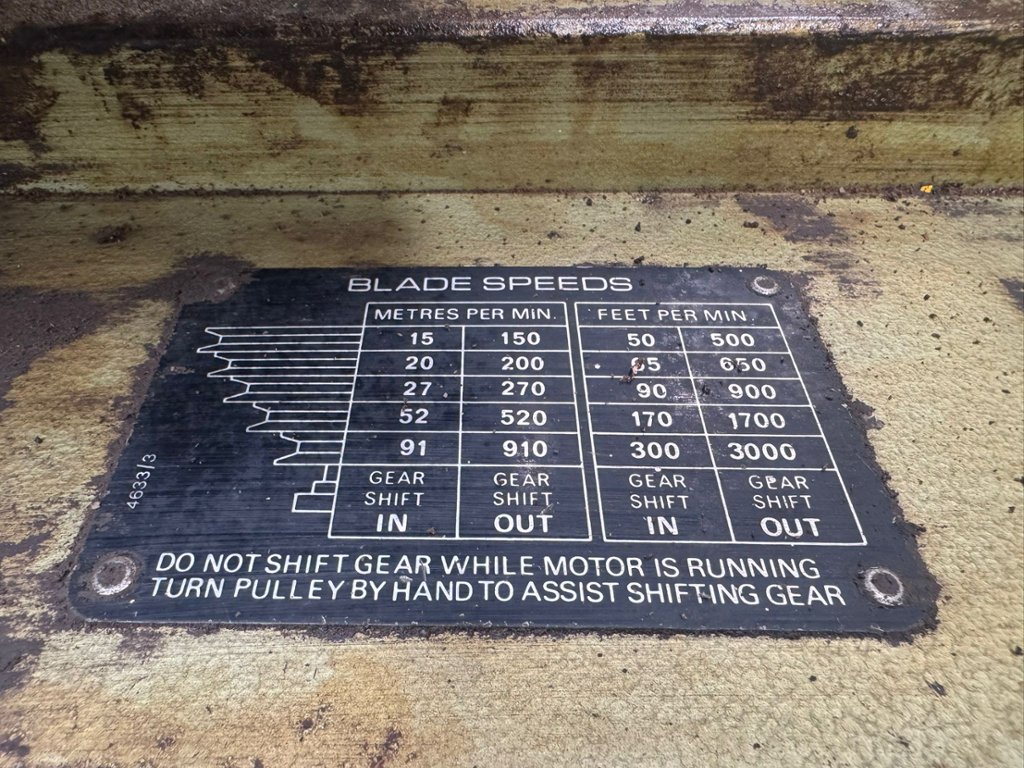 BLADE SPEEDS
METRES PER MIN. FEET PER MIN.
15 150 50 500
20 200 65 650
27 270 90 900
52 520 170 1700
91 910 300 3000
GEAR GEAR GEAR GEAR
SHIFT SHIFT SHIFT SHIFT
IN OUT IN OUT
4633/3
DO NOT SHIFT GEAR WHILE MOTOR IS RUNNING
TURN PULLEY BY HAND TO ASSIST SHIFTING GEAR